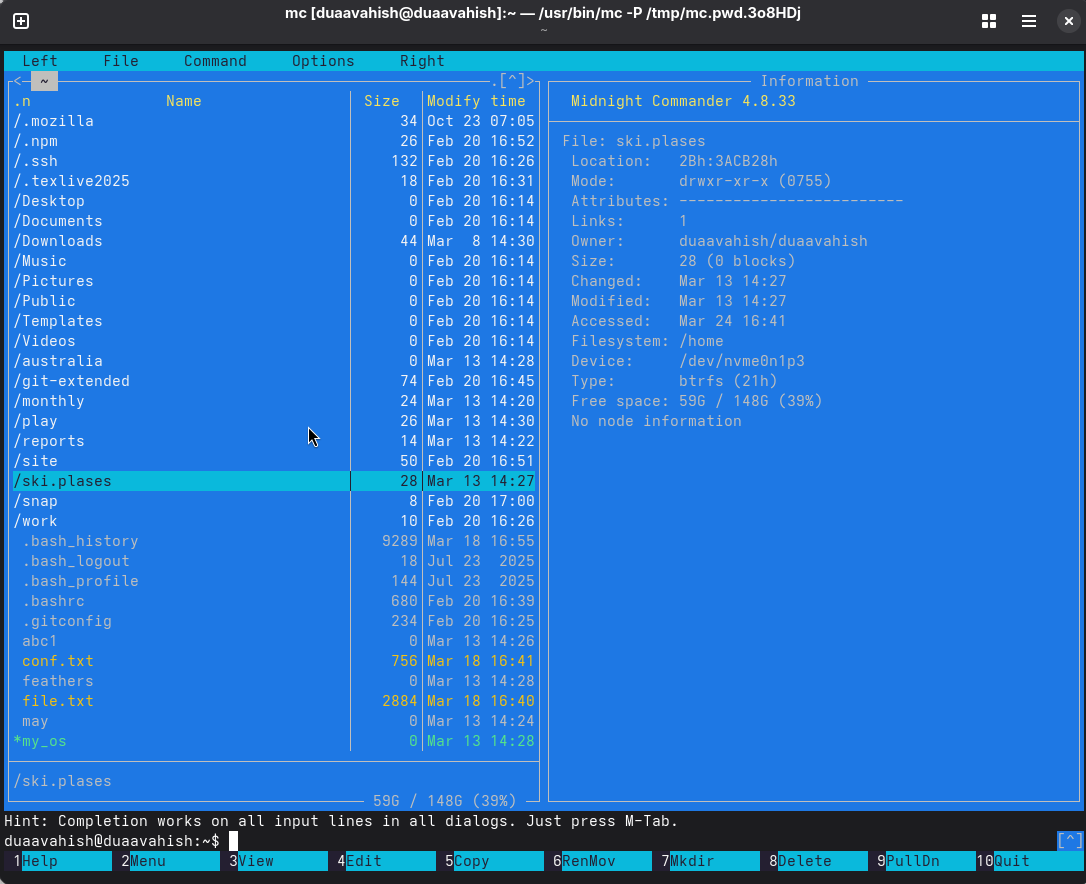 mc [duaavahish@duaavahish]:~ — /usr/bin/mc -P /tmp/mc.pwd.3o8HDj
~
Left File Command Options Right
<─ ~ .[^]>
.n Name Size Modify time
/.mozilla 34 Oct 23 07:05
/.npm 26 Feb 20 16:52
/.ssh 132 Feb 20 16:26
/.texlive2025 18 Feb 20 16:31
/Desktop 0 Feb 20 16:14
/Documents 0 Feb 20 16:14
/Downloads 44 Mar 8 14:30
/Music 0 Feb 20 16:14
/Pictures 0 Feb 20 16:14
/Public 0 Feb 20 16:14
/Templates 0 Feb 20 16:14
/Videos 0 Feb 20 16:14
/australia 0 Mar 13 14:28
/git-extended 74 Feb 20 16:45
/monthly 24 Mar 13 14:20
/play 26 Mar 13 14:30
/reports 14 Mar 13 14:22
/site 50 Feb 20 16:51
/ski.plases 28 Mar 13 14:27
/snap 8 Feb 20 17:00
/work 10 Feb 20 16:26
.bash_history 9289 Mar 18 16:55
.bash_logout 18 Jul 23 2025
.bash_profile 144 Jul 23 2025
.bashrc 680 Feb 20 16:39
.gitconfig 234 Feb 20 16:25
abc1 0 Mar 13 14:26
conf.txt 756 Mar 18 16:41
feathers 0 Mar 13 14:28
file.txt 2884 Mar 18 16:40
may 0 Mar 13 14:24
*my_os 0 Mar 13 14:28
/ski.plases
59G / 148G (39%)
Information
Midnight Commander 4.8.33
File: ski.plases
Location: 2Bh:3ACB28h
Mode: drwxr-xr-x (0755)
Attributes: -------------------------
Links: 1
Owner: duaavahish/duaavahish
Size: 28 (0 blocks)
Changed: Mar 13 14:27
Modified: Mar 13 14:27
Accessed: Mar 24 16:41
Filesystem: /home
Device: /dev/nvme0n1p3
Type: btrfs (21h)
Free space: 59G / 148G (39%)
No node information
Hint: Completion works on all input lines in all dialogs. Just press M-Tab.
duaavahish@duaavahish:~$ [^]
1Help 2Menu 3View 4Edit 5Copy 6RenMov 7Mkdir 8Delete 9PullDn 10Quit